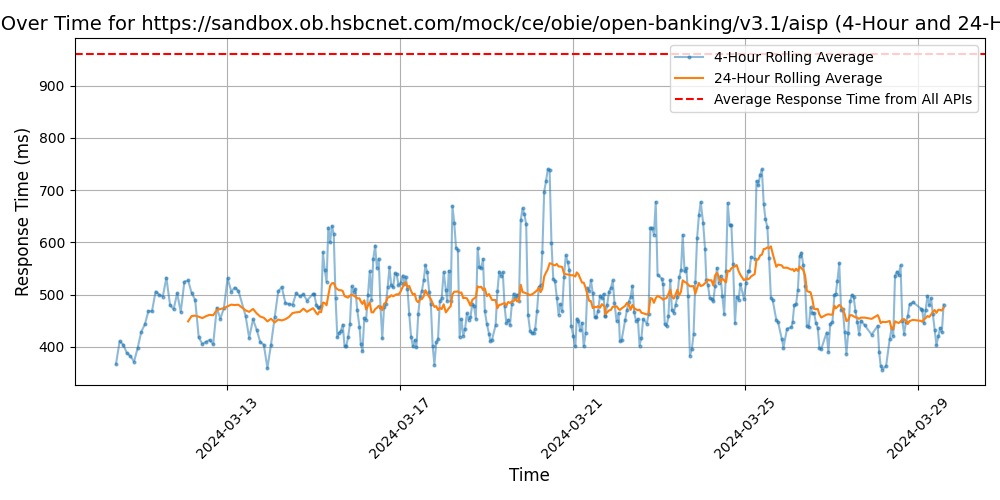 Over Time for https://sandbox.ob.hsbcnet.com/mock/ce/obie/open-banking/v3.1/aisp (4-Hour and 24-H
4-Hour Rolling Average
24-Hour Rolling Average
Average Response Time from All APIs
Response Time (ms)
900
800
700
600
500
400
2024-03-13
2024-03-17
2024-03-21
2024-03-25
2024-03-29
Time